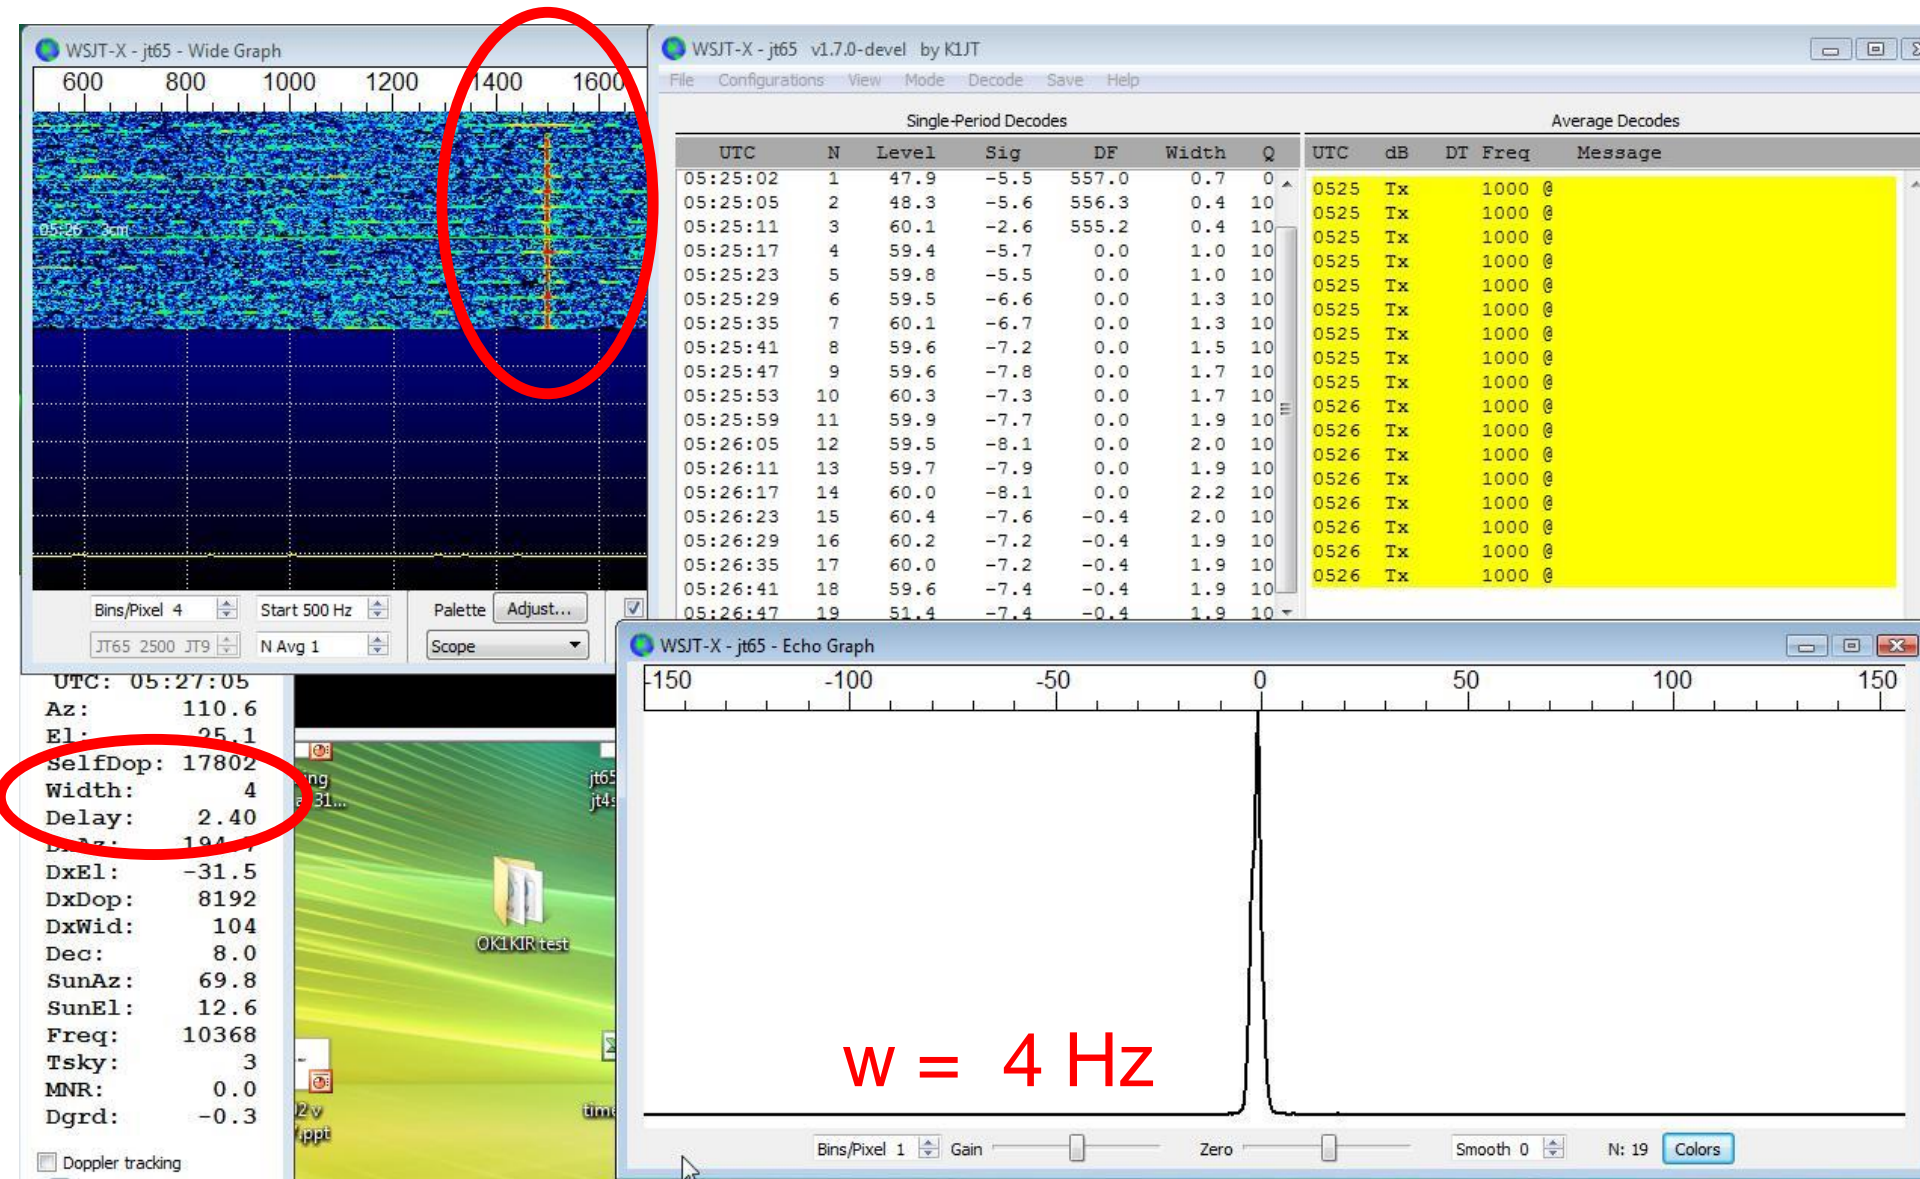 WSJT-X - jt65 - Wide Graph
600 800 1000 1200 1400 1600
05:26 3cm
Bins/Pixel 4 Start 500 Hz Palette Adjust...
JT65 2500 JT9 N Avg 1 Scope
WSJT-X - jt65 v1.7.0-devel by K1JT
File Configurations View Mode Decode Save Help
Single-Period Decodes
UTC N Level Sig DF Width Q
05:25:02 1 47.9 -5.5 557.0 0.7 0
05:25:05 2 48.3 -5.6 556.3 0.4 10
05:25:11 3 60.1 -2.6 555.2 0.4 10
05:25:17 4 59.4 -5.7 0.0 1.0 10
05:25:23 5 59.8 -5.5 0.0 1.0 10
05:25:29 6 59.5 -6.6 0.0 1.3 10
05:25:35 7 60.1 -6.7 0.0 1.3 10
05:25:41 8 59.6 -7.2 0.0 1.5 10
05:25:47 9 59.6 -7.8 0.0 1.7 10
05:25:53 10 60.3 -7.3 0.0 1.7 10
05:25:59 11 59.9 -7.7 0.0 1.9 10
05:26:05 12 59.5 -8.1 0.0 2.0 10
05:26:11 13 59.7 -7.9 0.0 1.9 10
05:26:17 14 60.0 -8.1 0.0 2.2 10
05:26:23 15 60.4 -7.6 -0.4 2.0 10
05:26:29 16 60.2 -7.2 -0.4 1.9 10
05:26:35 17 60.0 -7.2 -0.4 1.9 10
05:26:41 18 59.6 -7.4 -0.4 1.9 10
05:26:47 19 51.4 -7.4 -0.4 1.9 10
Average Decodes
UTC dB DT Freq Message
0525 Tx 1000 @
0525 Tx 1000 @
0525 Tx 1000 @
0525 Tx 1000 @
0525 Tx 1000 @
0525 Tx 1000 @
0525 Tx 1000 @
0525 Tx 1000 @
0525 Tx 1000 @
0526 Tx 1000 @
0526 Tx 1000 @
0526 Tx 1000 @
0526 Tx 1000 @
0526 Tx 1000 @
0526 Tx 1000 @
0526 Tx 1000 @
0526 Tx 1000 @
UTC: 05:27:05
Az: 110.6
El: 25.1
SelfDop: 17802
Width: 4
Delay: 2.40
DxEl: -31.5
DxDop: 8192
DxWid: 104
Dec: 8.0
SunAz: 69.8
SunEl: 12.6
Freq: 10368
Tsky: 3
MNR: 0.0
Dgrd: -0.3
Doppler tracking
jt65
jt4s
OK1KIR test
time
WSJT-X - jt65 - Echo Graph
-150 -100 -50 0 50 100 150
w = 4 Hz
Bins/Pixel 1 Gain Zero Smooth 0 N: 19 Colors